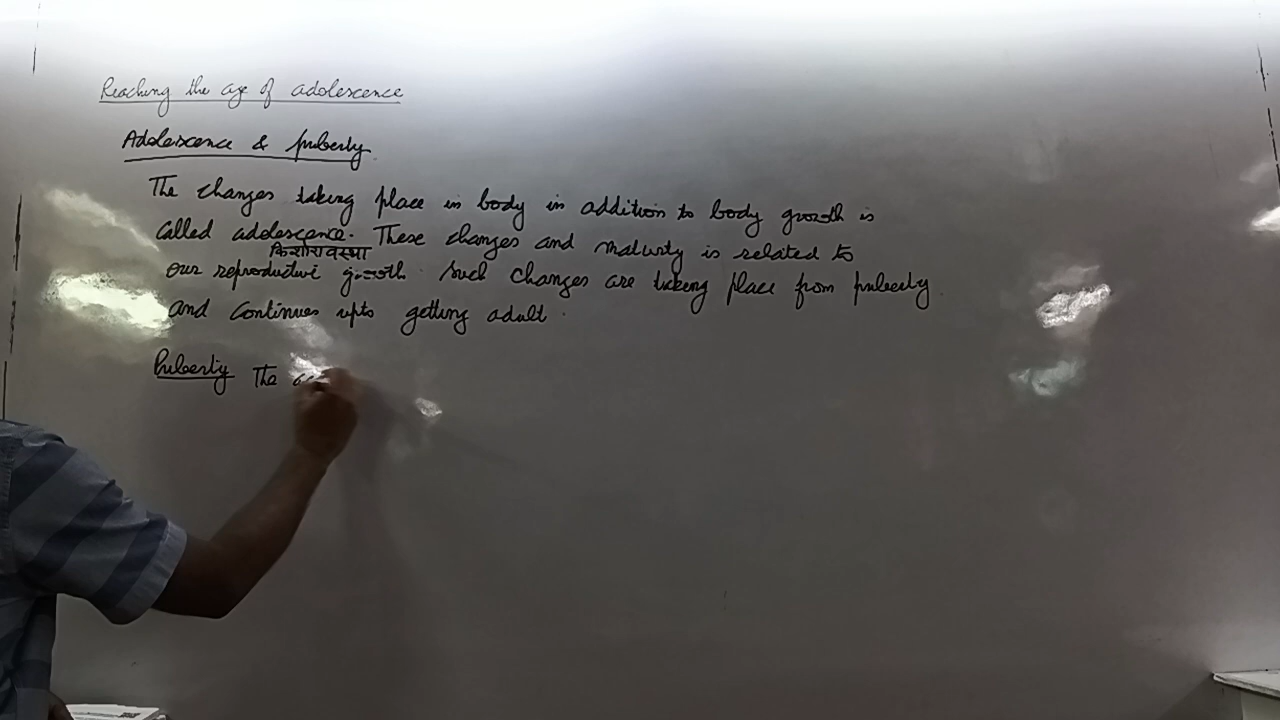 Reaching the age of adolescence
Adolescence & puberty
The changes taking place in body in addition to body growth is
called adolescence. These changes and maturity is related to
किशोरावस्था
our reproductive growth. Such changes are taking place from puberty
and continues upto getting adult.
Puberty The